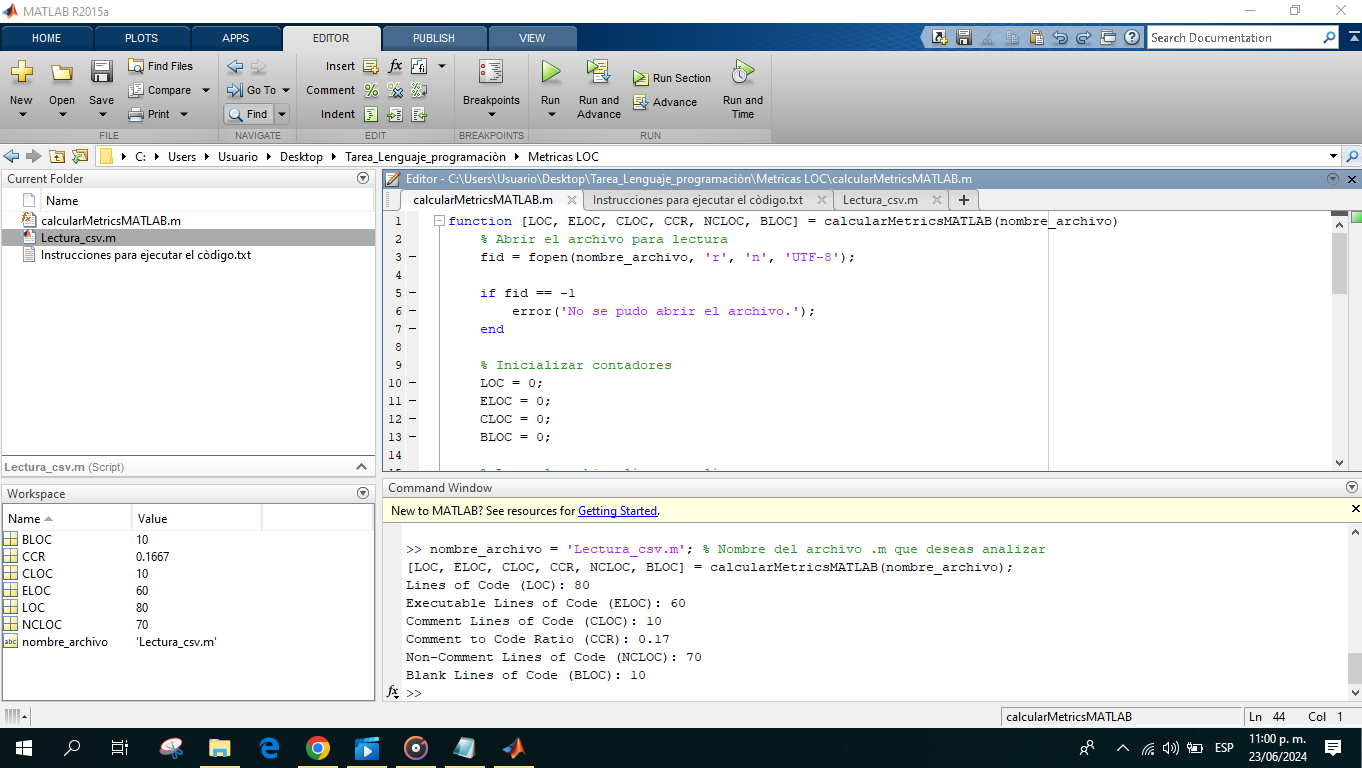 MATLAB R2015a
HOME PLOTS APPS EDITOR PUBLISH VIEW
Search Documentation
New Open Save
Find Files
Compare
Print
FILE
Go To
Find
NAVIGATE
Insert
Comment
Indent
EDIT
Breakpoints
BREAKPOINTS
Run
Run and Advance
Run Section
Advance
Run and Time
RUN
C: Users Usuario Desktop Tarea_Lenguaje_programaciòn Metricas LOC
Current Folder
Name
calcularMetricsMATLAB.m
Lectura_csv.m
Instrucciones para ejecutar el còdigo.txt
Lectura_csv.m (Script)
Workspace
Name Value
BLOC 10
CCR 0.1667
CLOC 10
ELOC 60
LOC 80
NCLOC 70
abc nombre_archivo 'Lectura_csv.m'
Editor - C:\Users\Usuario\Desktop\Tarea_Lenguaje_programaciòn\Metricas LOC\calcularMetricsMATLAB.m
calcularMetricsMATLAB.m Instrucciones para ejecutar el còdigo.txt Lectura_csv.m
1 function [LOC, ELOC, CLOC, CCR, NCLOC, BLOC] = calcularMetricsMATLAB(nombre_archivo)
2 % Abrir el archivo para lectura
3 fid = fopen(nombre_archivo, 'r', 'n', 'UTF-8');
4
5 if fid == -1
6 error('No se pudo abrir el archivo.');
7 end
8
9 % Inicializar contadores
10 LOC = 0;
11 ELOC = 0;
12 CLOC = 0;
13 BLOC = 0;
14
Command Window
New to MATLAB? See resources for Getting Started.
>> nombre_archivo = 'Lectura_csv.m'; % Nombre del archivo .m que deseas analizar
[LOC, ELOC, CLOC, CCR, NCLOC, BLOC] = calcularMetricsMATLAB(nombre_archivo);
Lines of Code (LOC): 80
Executable Lines of Code (ELOC): 60
Comment Lines of Code (CLOC): 10
Comment to Code Ratio (CCR): 0.17
Non-Comment Lines of Code (NCLOC): 70
Blank Lines of Code (BLOC): 10
fx >>
calcularMetricsMATLAB Ln 44 Col 1
ESP
11:00 p. m.
23/06/2024